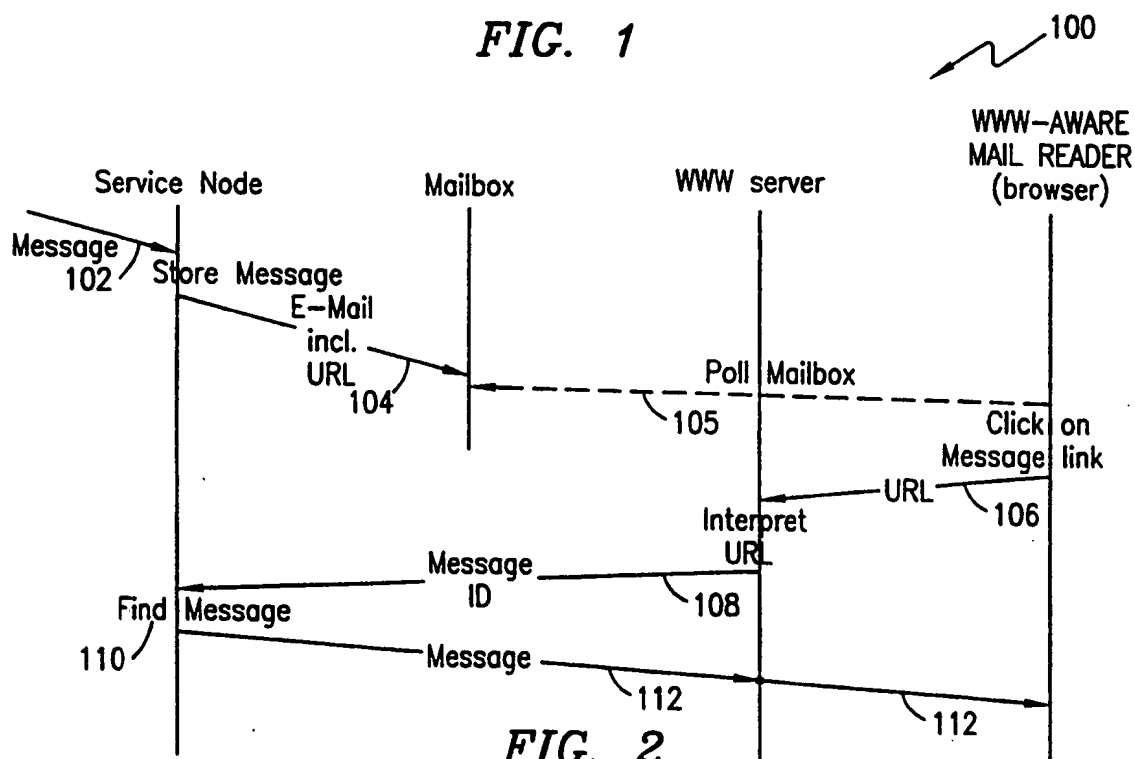 FIG. 1
100
WWW-AWARE
MAIL READER
(browser)
Service Node
Mailbox
WWW server
Message
102
Store Message
E-Mail
incl.
URL
104
Poll Mailbox
105
Click on
Message link
URL
106
Interpret
URL
Message
ID
108
Find Message
110
Message
112
112
FIG. 2